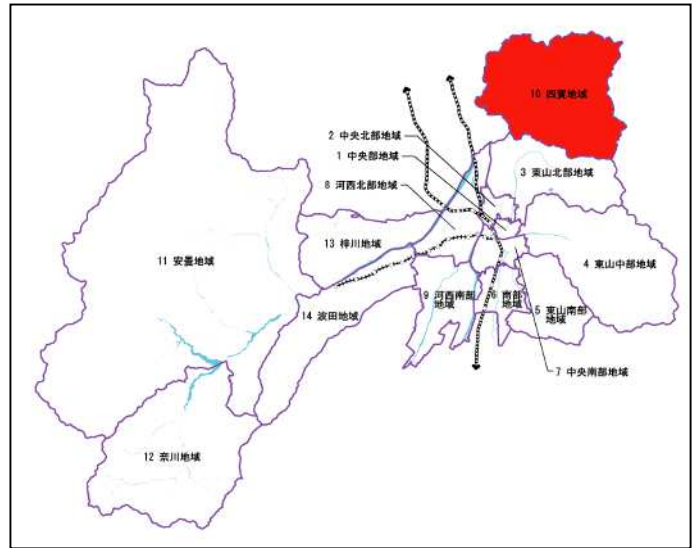 10 四賀地域
2 中央北部地域
1 中央部地域
3 東山北部地域
8 河西北部地域
13 梓川地域
4 東山中部地域
11 安曇地域
9 河西南部
地域
6 南部
地域
5 東山南部
地域
14 波田地域
7 中央南部地域
12 奈川地域